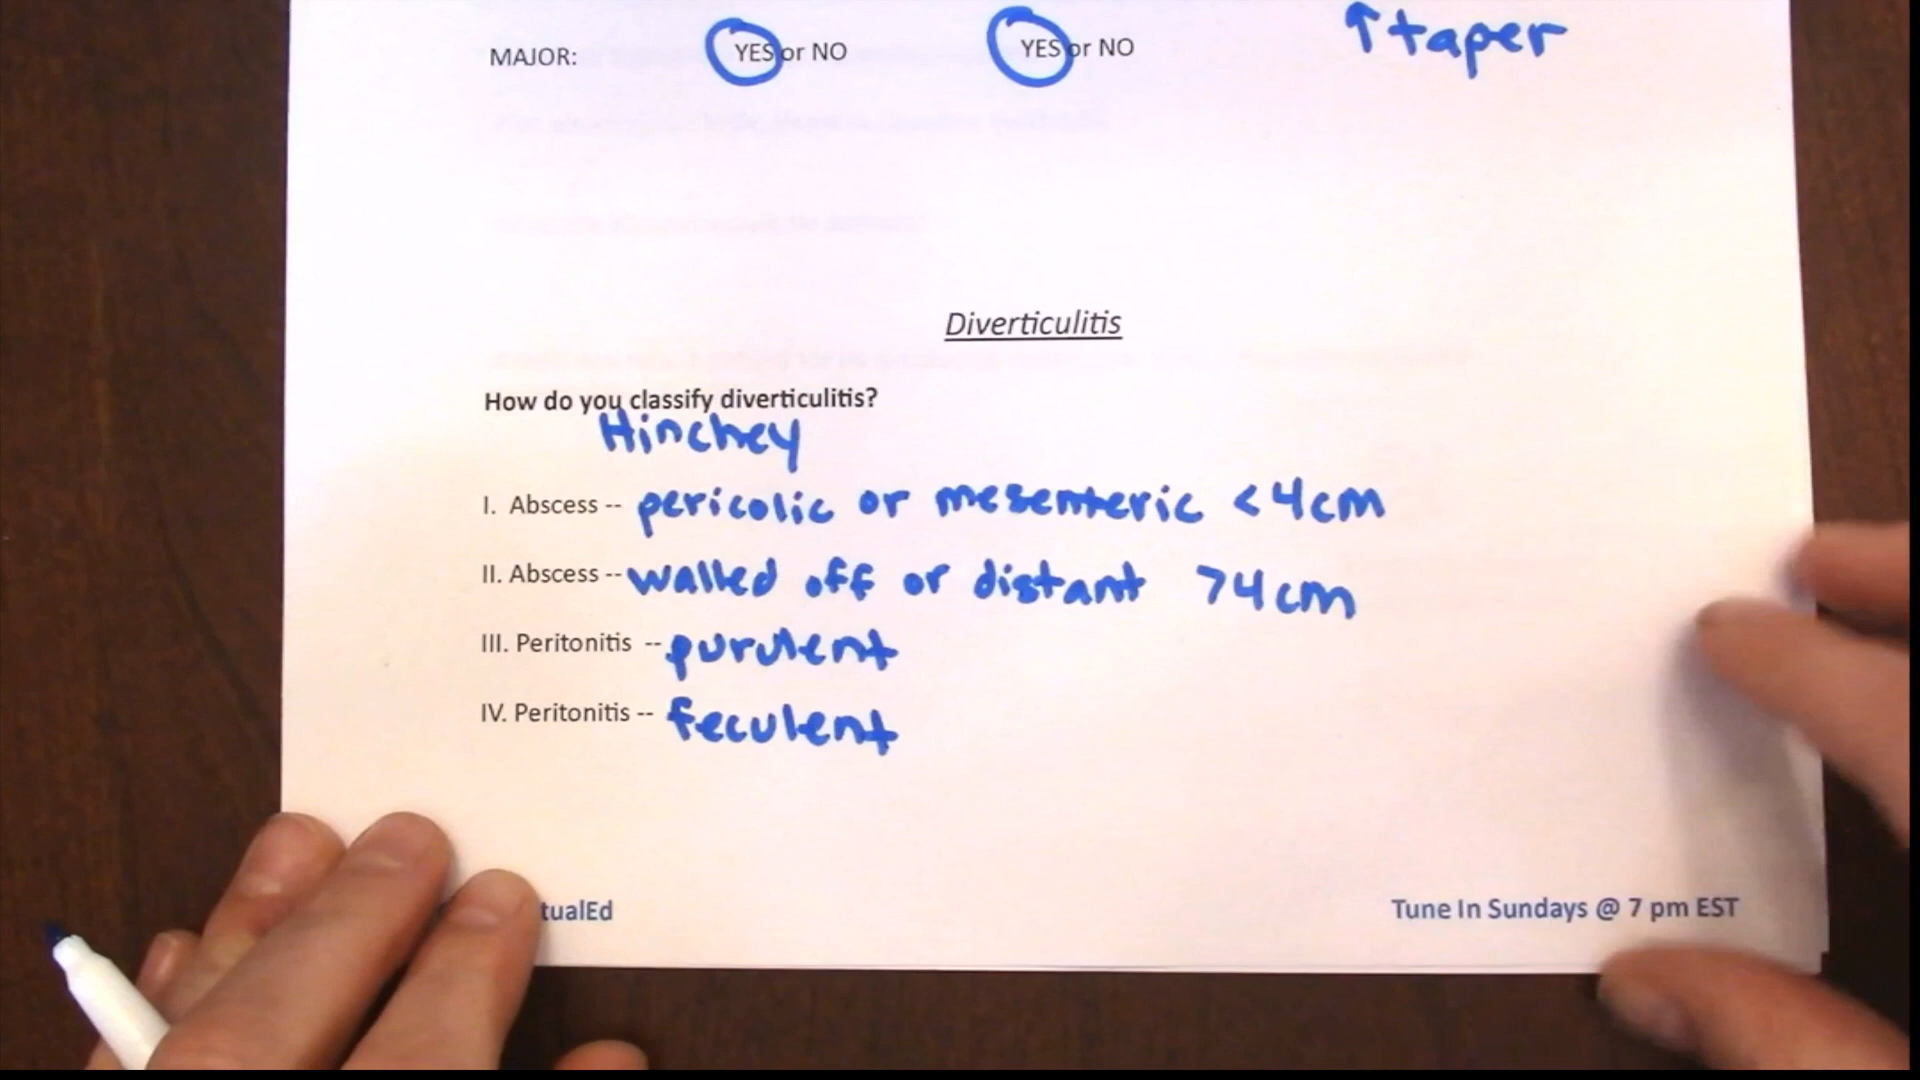 MAJOR: YES or NO YES or NO ↑taper
Diverticulitis
How do you classify diverticulitis?
Hinchey
I. Abscess -- pericolic or mesenteric <4cm
II. Abscess -- walled off or distant >4cm
III. Peritonitis -- purulent
IV. Peritonitis -- feculent
tualEd Tune In Sundays @ 7 pm EST